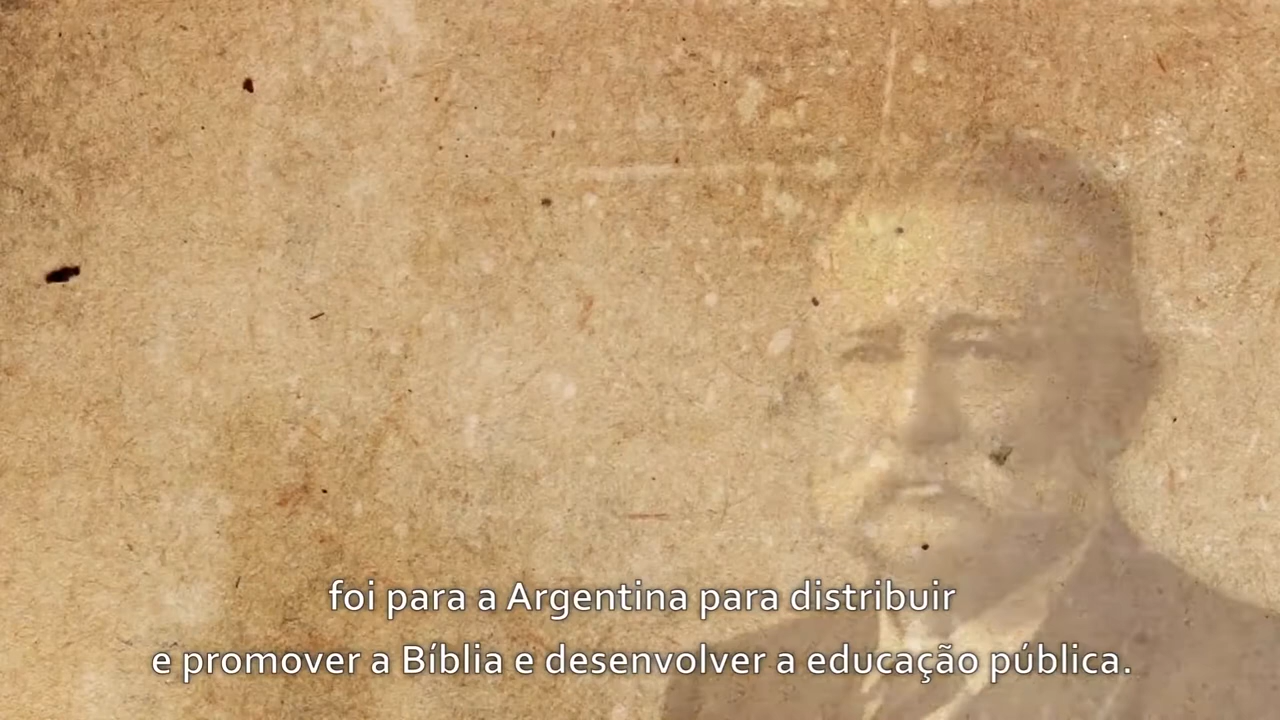 foi para a Argentina para distribuir
e promover a Bíblia e desenvolver a educação pública.